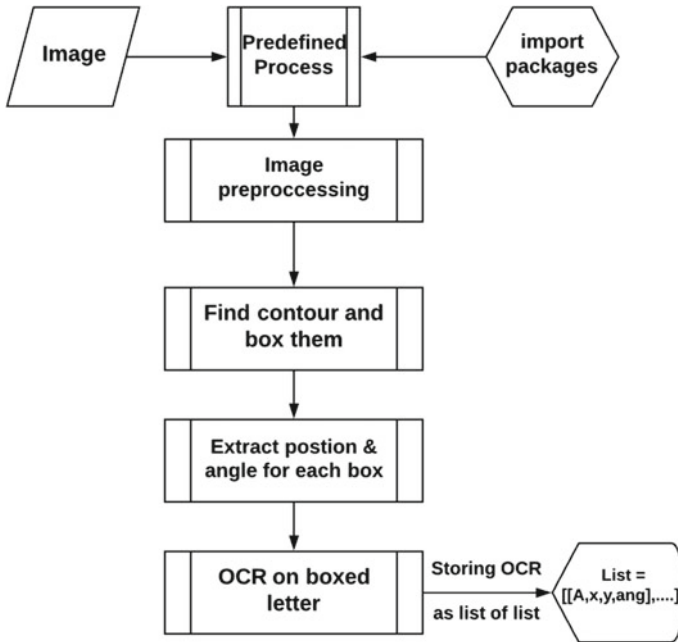 Image
Predefined
Process
import
packages
Image
preproccessing
Find contour and
box them
Extract postion &
angle for each box
OCR on boxed
letter
Storing OCR
as list of list
List =
[[A,x,y,ang],....]